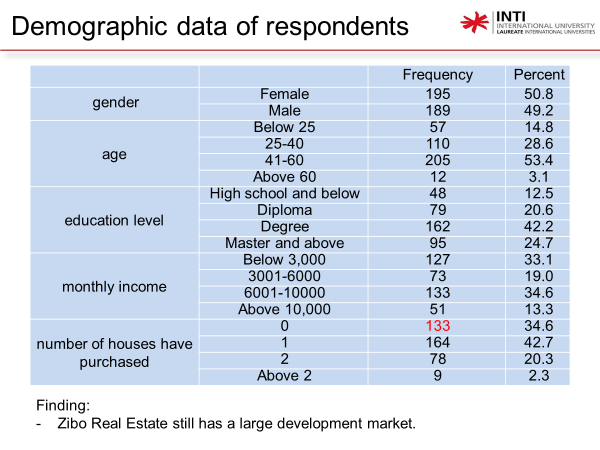 Demographic data of respondents
INTI
INTERNATIONAL UNIVERSITY
LAUREATE INTERNATIONAL UNIVERSITIES
Frequency Percent
gender Female 195 50.8
Male 189 49.2
age Below 25 57 14.8
25-40 110 28.6
41-60 205 53.4
Above 60 12 3.1
education level High school and below 48 12.5
Diploma 79 20.6
Degree 162 42.2
Master and above 95 24.7
monthly income Below 3,000 127 33.1
3001-6000 73 19.0
6001-10000 133 34.6
Above 10,000 51 13.3
number of houses have purchased 0 133 34.6
1 164 42.7
2 78 20.3
Above 2 9 2.3
Finding:
- Zibo Real Estate still has a large development market.